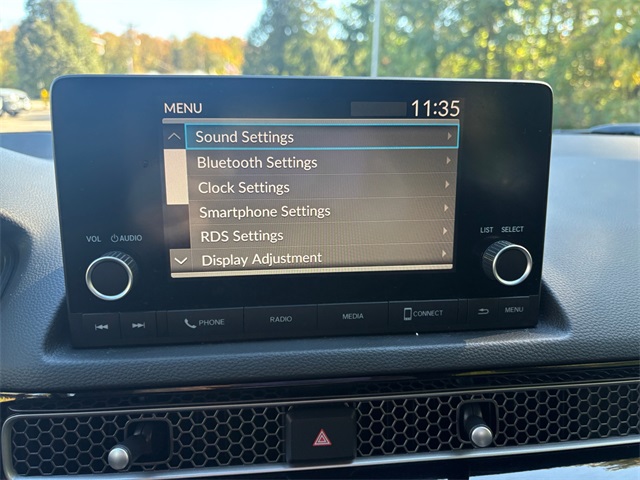 MENU 11:35
Sound Settings
Bluetooth Settings
Clock Settings
Smartphone Settings
RDS Settings
Display Adjustment
VOL AUDIO
LIST SELECT
PHONE RADIO MEDIA CONNECT MENU